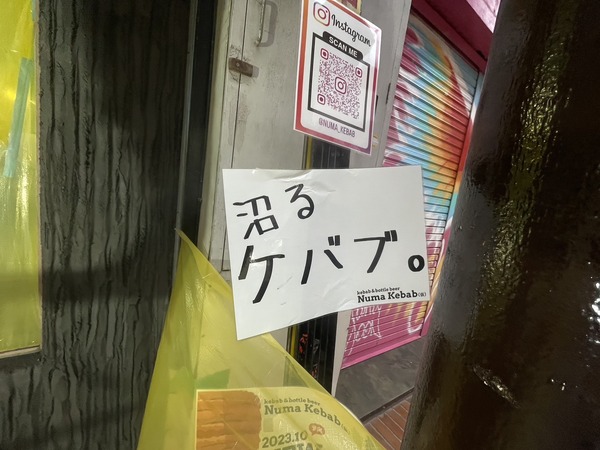 Instagram
SCAN ME
@NUMA_KEBAB
沼る
ケバブ。
kebab & bottle beer
Numa Kebab
kebab & bottle beer
Numa Kebab
2023.10